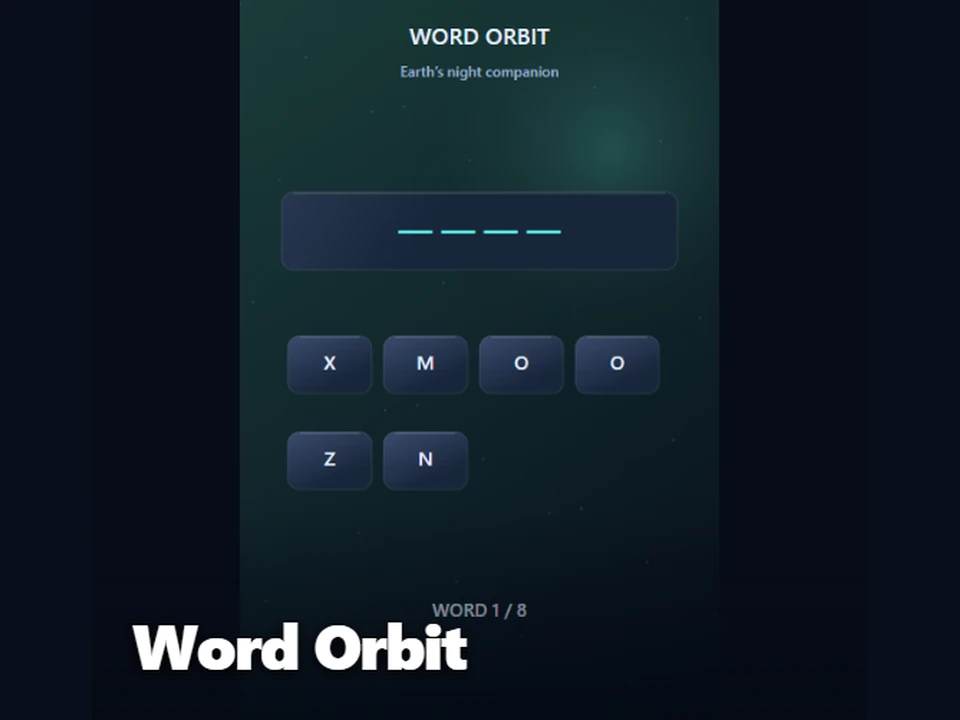 WORD ORBIT
Earth's night companion
X M O O
Z N
WORD 1 / 8
Word Orbit